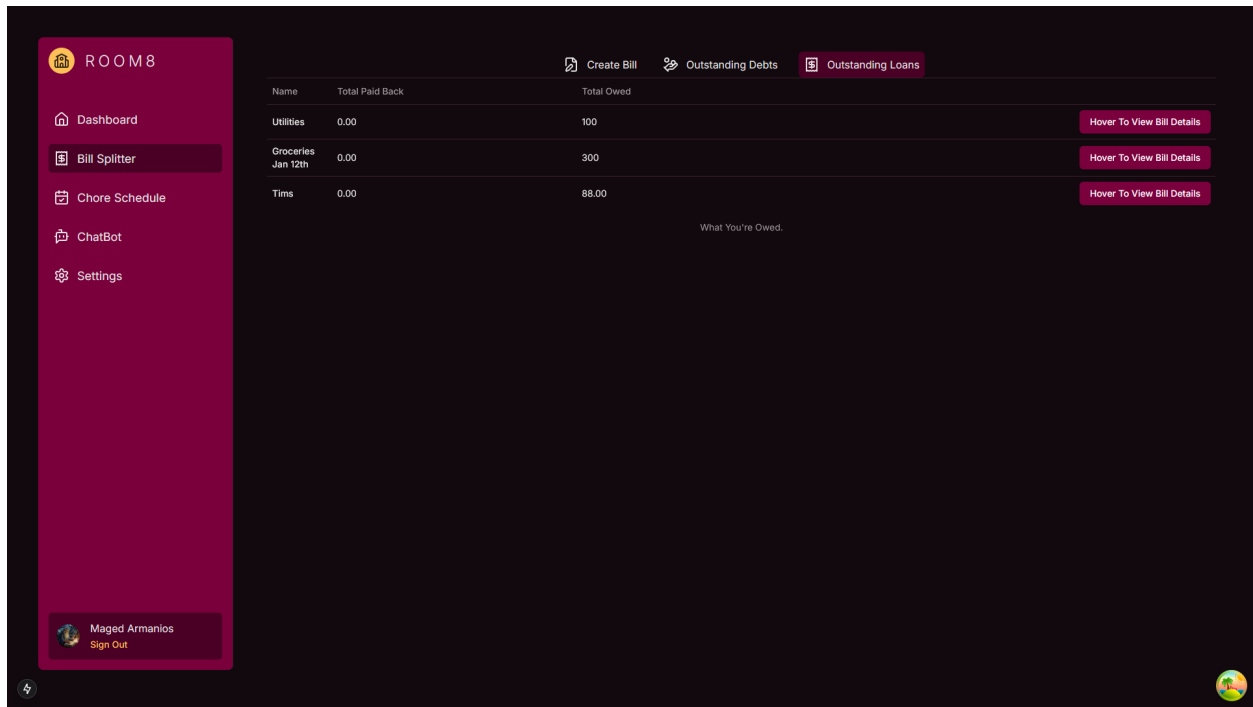 ROOM8
Dashboard
Bill Splitter
Chore Schedule
ChatBot
Settings
Maged Armanios
Sign Out
Create Bill
Outstanding Debts
Outstanding Loans
Name Total Paid Back Total Owed
Utilities 0.00 100 Hover To View Bill Details
Groceries
Jan 12th 0.00 300 Hover To View Bill Details
Tims 0.00 88.00 Hover To View Bill Details
What You're Owed.